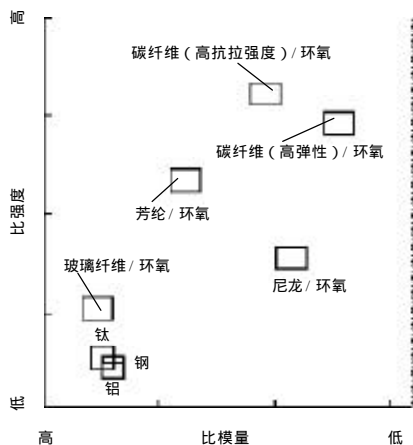 高
碳纤维(高抗拉强度)/环氧
碳纤维(高弹性)/环氧
比强度
芳纶/环氧
玻璃纤维/环氧
尼龙/环氧
钛
钢
铝
低
高
比模量
低